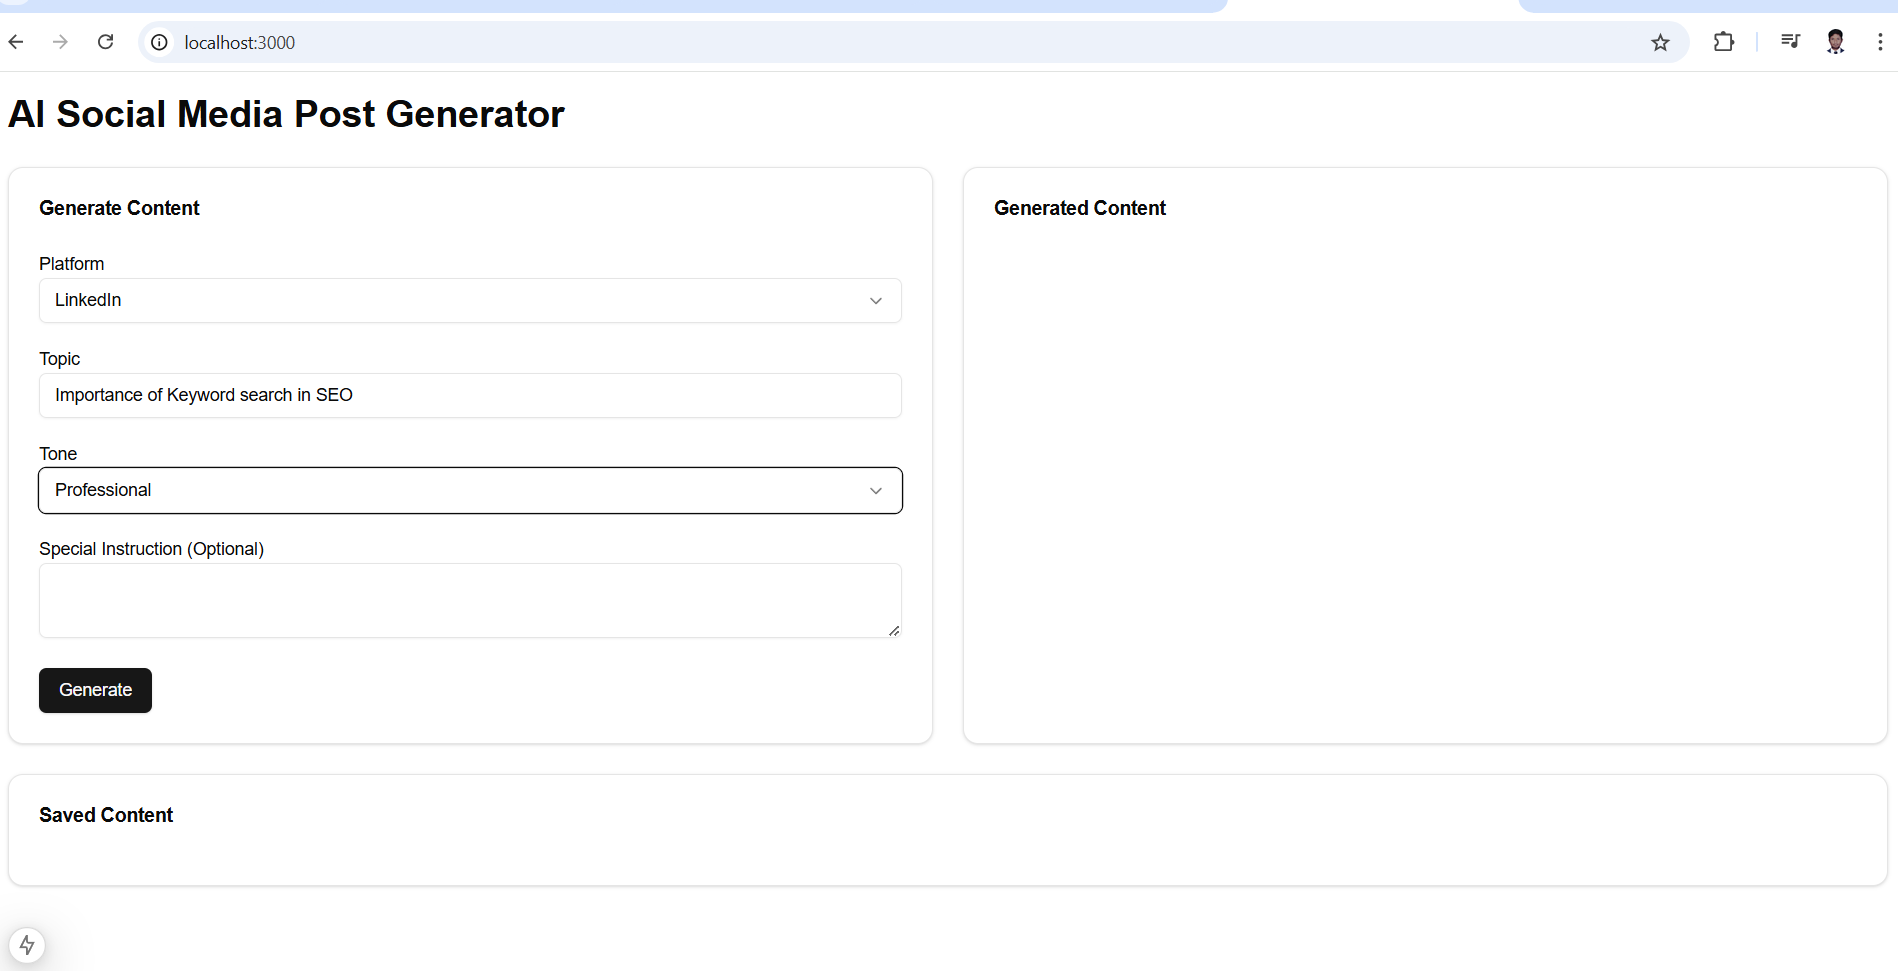 localhost:3000
AI Social Media Post Generator
Generate Content
Platform
LinkedIn
Topic
Importance of Keyword search in SEO
Tone
Professional
Special Instruction (Optional)
Generate
Generated Content
Saved Content